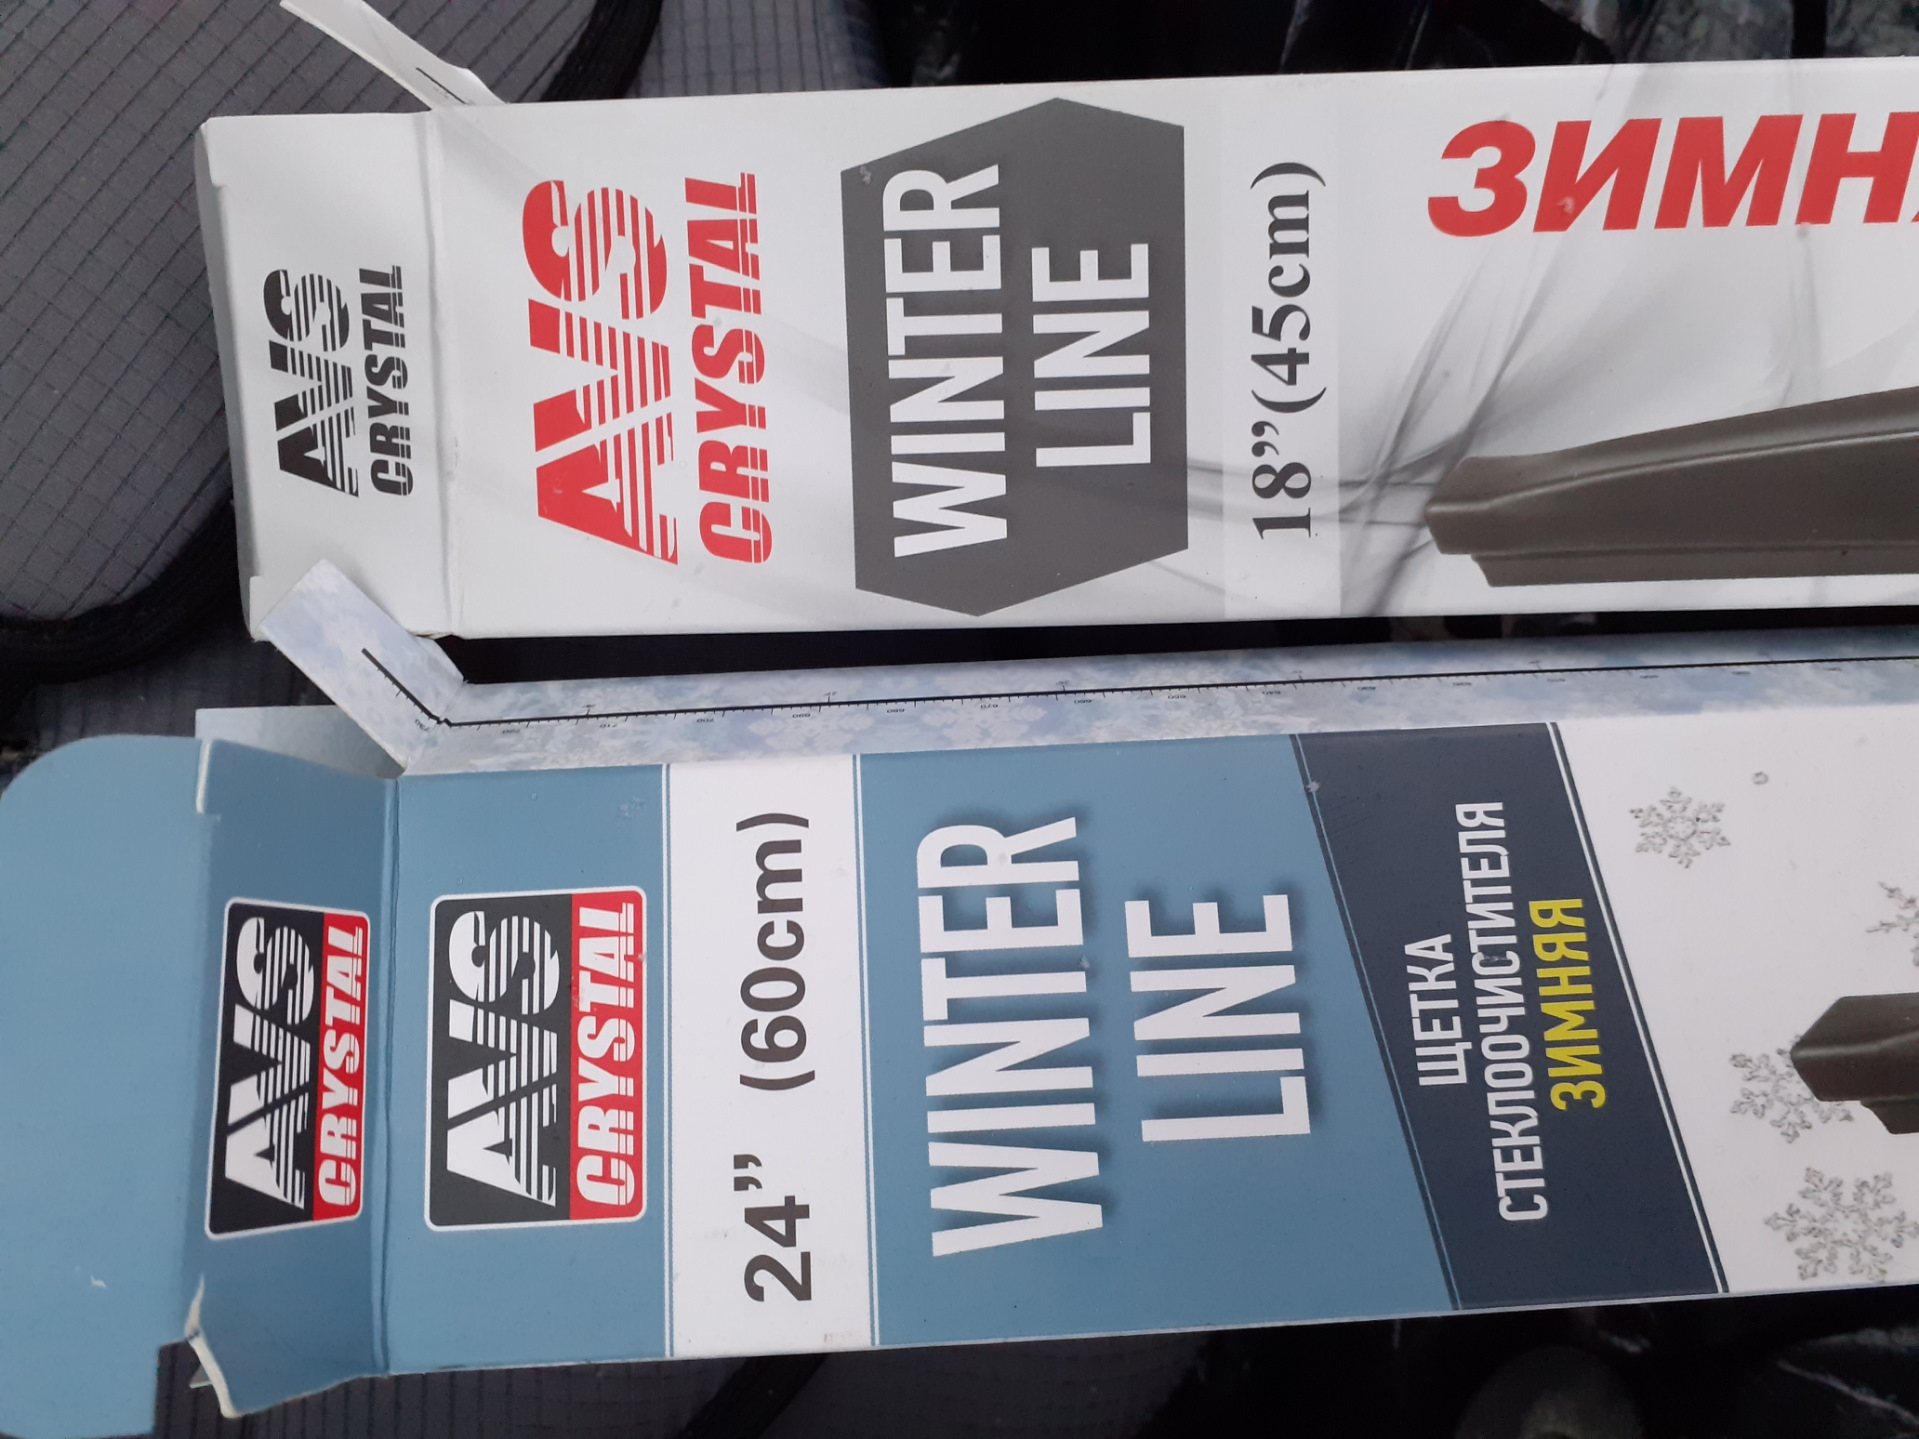 AVS
CRYSTAL
AVS
CRYSTAL
WINTER
LINE
18”(45cm)
AVS
CRYSTAL
AVS
CRYSTAL
24” (60cm)
WINTER
LINE
ЩЕТКА
СТЕКЛООЧИСТИТЕЛЯ
ЗИМНЯЯ